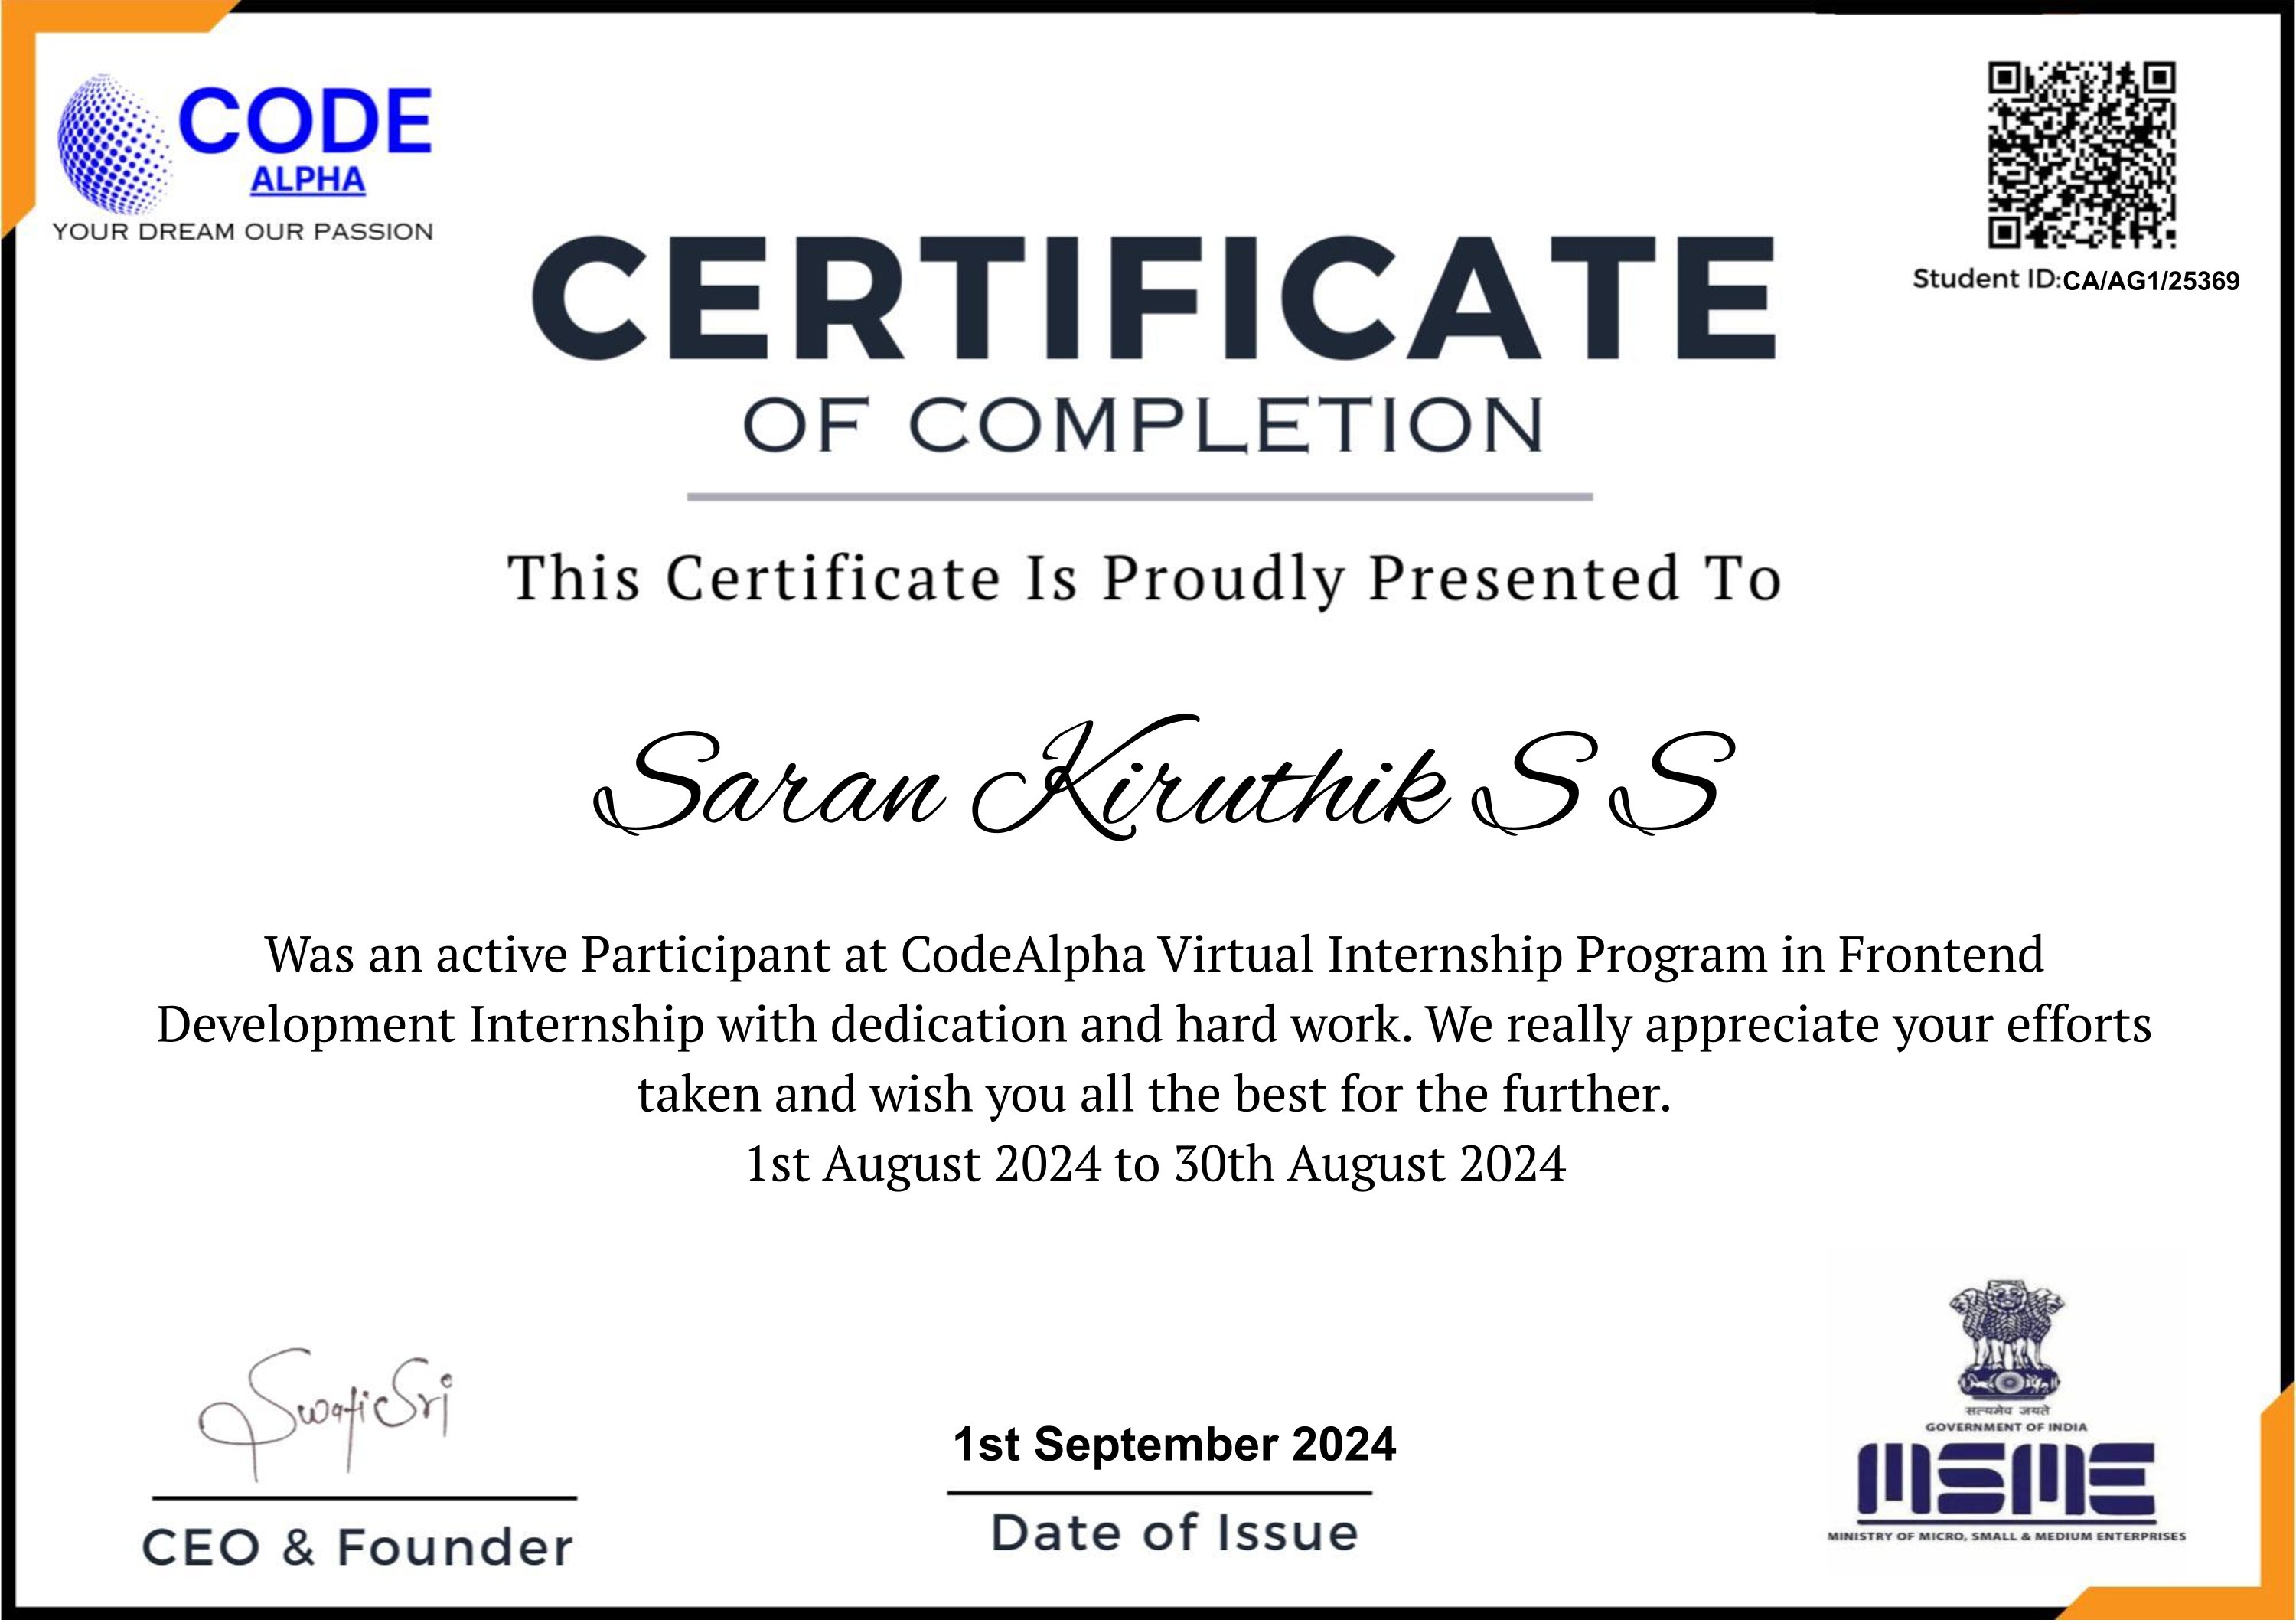 CODE
ALPHA
YOUR DREAM OUR PASSION
Student ID:CA/AG1/25369
CERTIFICATE
OF COMPLETION
This Certificate Is Proudly Presented To
Saran Kiruthik S S
Was an active Participant at CodeAlpha Virtual Internship Program in Frontend
Development Internship with dedication and hard work. We really appreciate your efforts
taken and wish you all the best for the further.
1st August 2024 to 30th August 2024
Swati Sri
CEO & Founder
1st September 2024
Date of Issue
सत्यमेव जयते
GOVERNMENT OF INDIA
MSME
MINISTRY OF MICRO, SMALL & MEDIUM ENTERPRISES